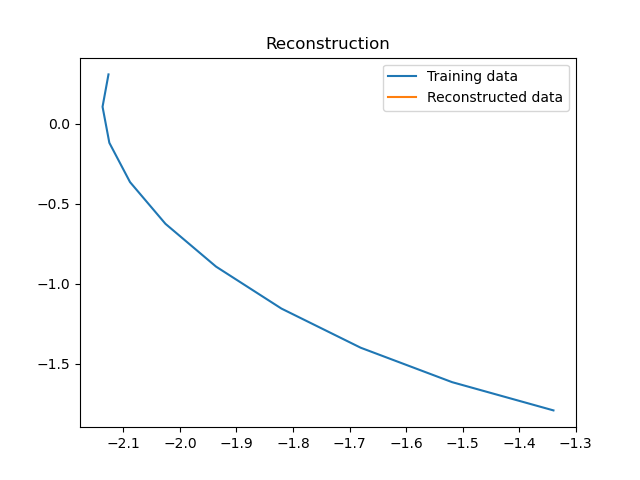 Reconstruction
Training data
Reconstructed data
0.0
−0.5
−1.0
−1.5
−2.1 −2.0 −1.9 −1.8 −1.7 −1.6 −1.5 −1.4 −1.3